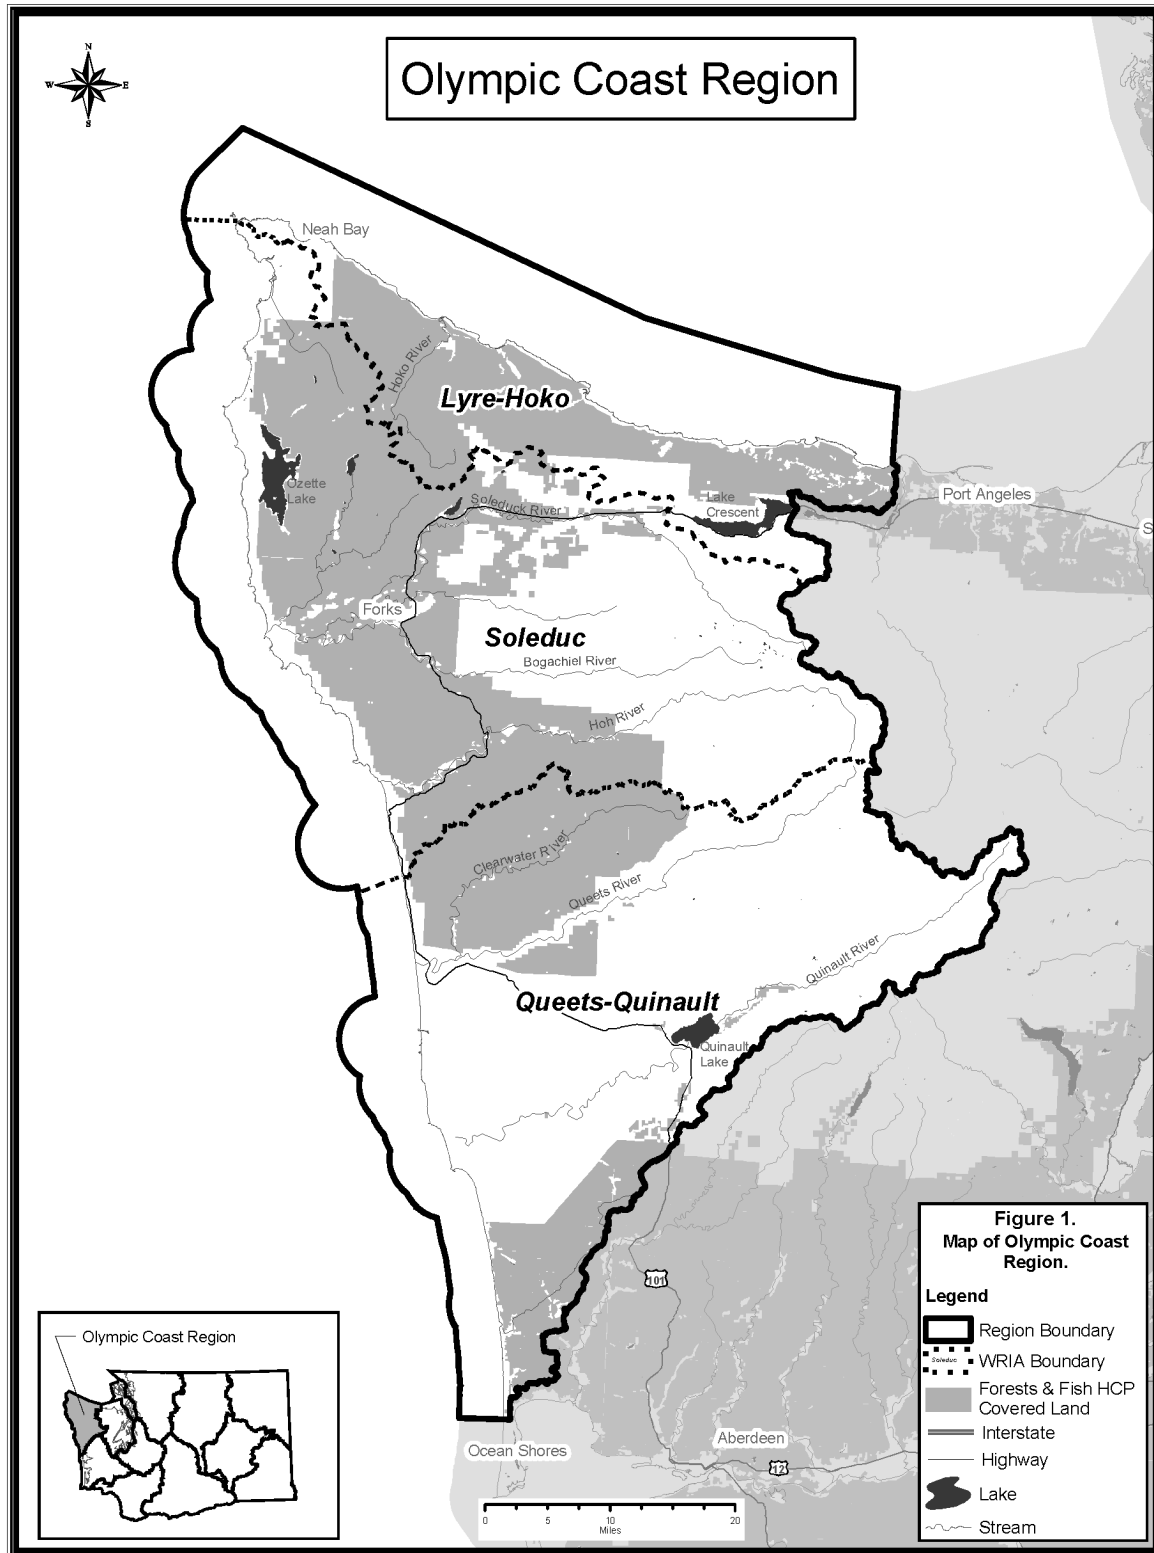 Olympic Coast Region
N
W
E
S
Neah Bay
Hoko River
Lyre-Hoko
Ozette
Lake
Soleduck River
Lake
Crescent
Port Angeles
S
Forks
Soleduc
Bogachiel River
Hoh River
Clearwater River
Queets River
Quinault River
Queets-Quinault
Quinault
Lake
101
Aberdeen
12
Ocean Shores
0
5
10
20
Miles
Olympic Coast Region
Figure 1.
Map of Olympic Coast
Region.
Legend
Region Boundary
Soleduc
WRIA Boundary
Forests & Fish HCP
Covered Land
Interstate
Highway
Lake
Stream